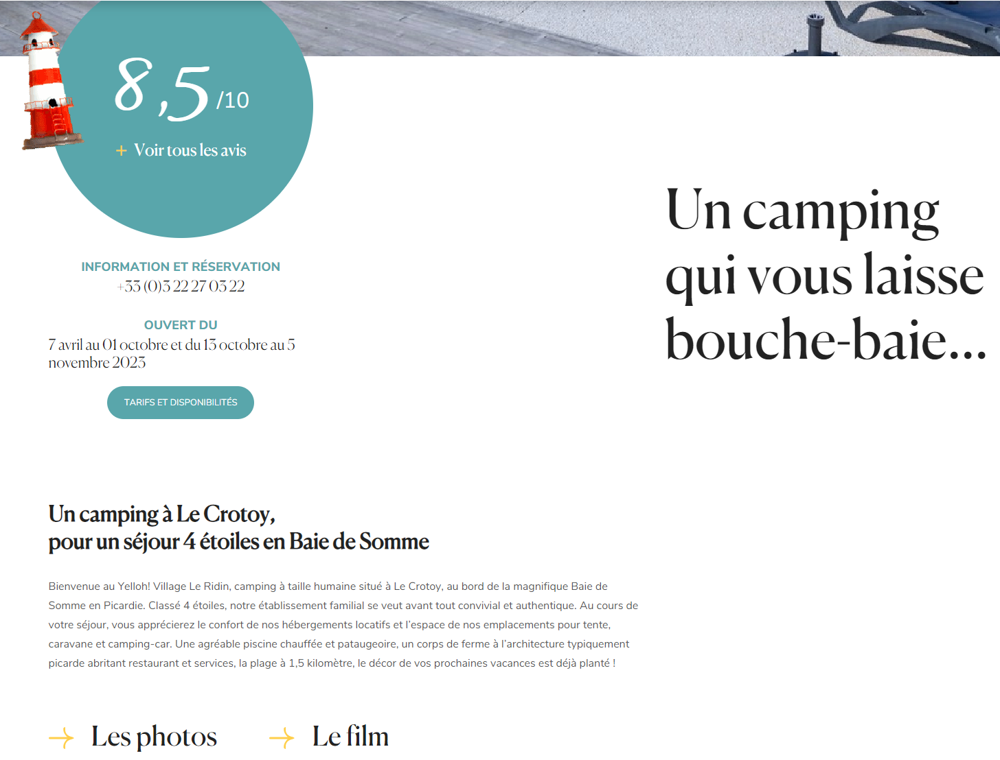 8,5 /10
+ Voir tous les avis
INFORMATION ET RÉSERVATION
+33 (0)3 22 27 03 22
OUVERT DU
7 avril au 01 octobre et du 13 octobre au 5
novembre 2023
TARIFS ET DISPONIBILITÉS
Un camping
qui vous laisse
bouche-baie...
Un camping à Le Crotoy,
pour un séjour 4 étoiles en Baie de Somme
Bienvenue au Yelloh! Village Le Ridin, camping à taille humaine situé à Le Crotoy, au bord de la magnifique Baie de
Somme en Picardie. Classé 4 étoiles, notre établissement familial se veut avant tout convivial et authentique. Au cours de
votre séjour, vous apprécierez le confort de nos hébergements locatifs et l’espace de nos emplacements pour tente,
caravane et camping-car. Une agréable piscine chauffée et pataugeoire, un corps de ferme à l’architecture typiquement
picarde abritant restaurant et services, la plage à 1,5 kilomètre, le décor de vos prochaines vacances est déjà planté !
Les photos
Le film